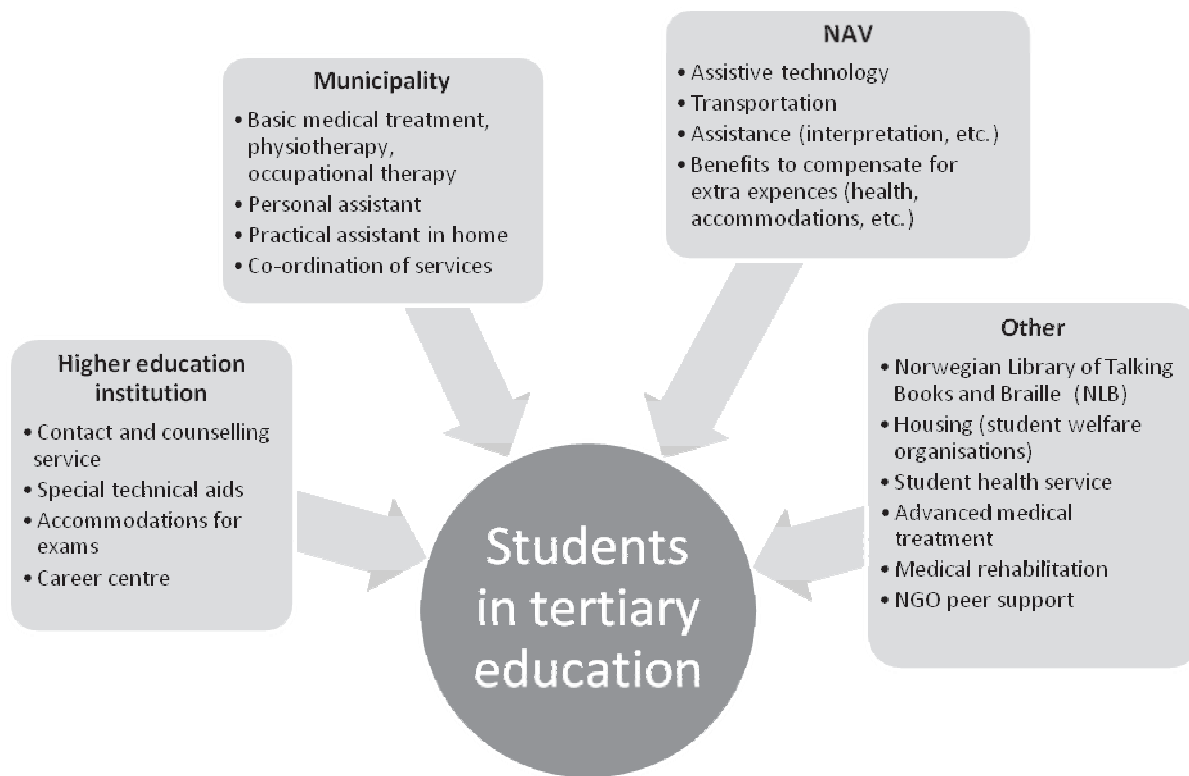 Higher education
institution
• Contact and counselling
service
• Special technical aids
• Accommodations for
exams
• Career centre
Municipality
• Basic medical treatment,
physiotherapy,
occupational therapy
• Personal assistant
• Practical assistant in home
• Co-ordination of services
NAV
• Assistive technology
• Transportation
• Assistance (interpretation, etc.)
• Benefits to compensate for
extra expences (health,
accommodations, etc.)
Other
• Norwegian Library of Talking
Books and Braille (NLB)
• Housing (student welfare
organisations)
• Student health service
• Advanced medical
treatment
• Medical rehabilitation
• NGO peer support
Students
in tertiary
education